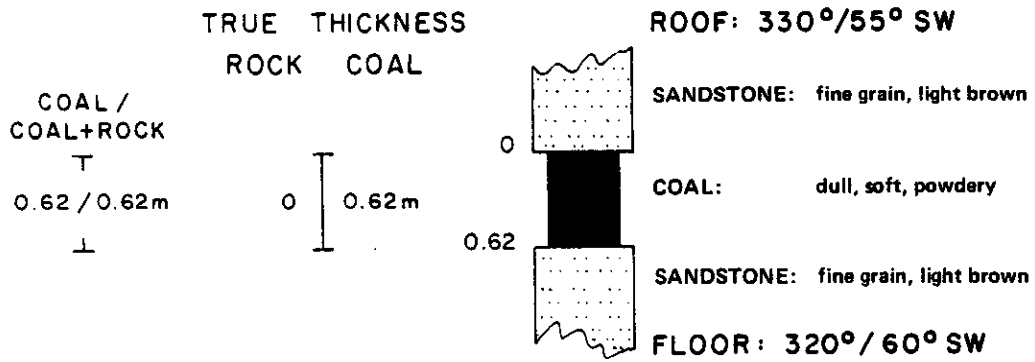 TRUE THICKNESS
ROCK COAL
COAL /
COAL+ROCK
0.62 / 0.62m
0 0.62m
0
0.62
ROOF: 330°/55° SW
SANDSTONE: fine grain, light brown
COAL: dull, soft, powdery
SANDSTONE: fine grain, light brown
FLOOR: 320°/60° SW